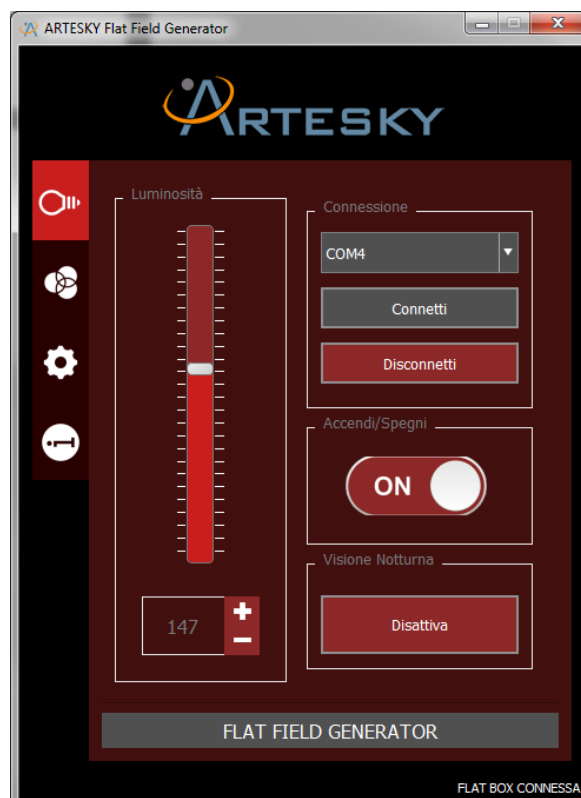 ARTESKY Flat Field Generator
ARTESKY
Luminosità
147
Connessione
COM4
Connetti
Disconnetti
Accendi/Spegni
ON
Visione Notturna
Disattiva
FLAT FIELD GENERATOR
FLAT BOX CONNESSA